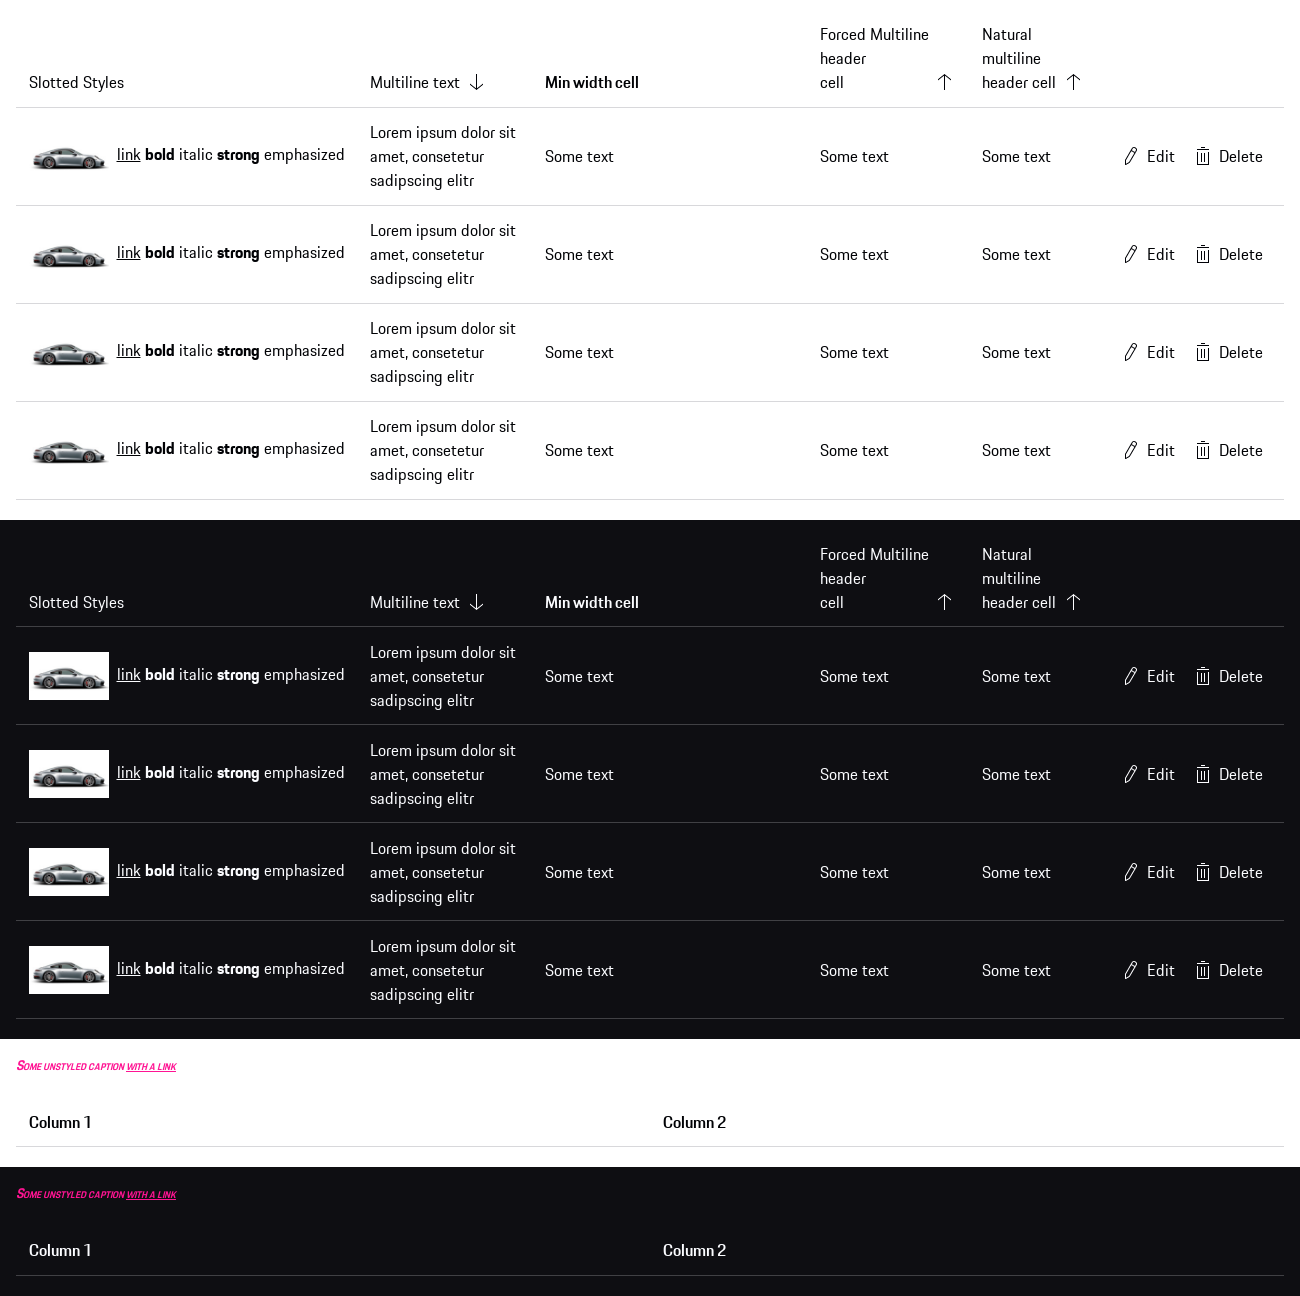 Slotted Styles
Multiline text
Min width cell
Forced Multiline
header
cell
Natural
multiline
header cell
link bold italic strong emphasized
Lorem ipsum dolor sit
amet, consetetur
sadipscing elitr
Some text
Some text
Some text
Edit
Delete
link bold italic strong emphasized
Lorem ipsum dolor sit
amet, consetetur
sadipscing elitr
Some text
Some text
Some text
Edit
Delete
link bold italic strong emphasized
Lorem ipsum dolor sit
amet, consetetur
sadipscing elitr
Some text
Some text
Some text
Edit
Delete
link bold italic strong emphasized
Lorem ipsum dolor sit
amet, consetetur
sadipscing elitr
Some text
Some text
Some text
Edit
Delete
Slotted Styles
Multiline text
Min width cell
Forced Multiline
header
cell
Natural
multiline
header cell
link bold italic strong emphasized
Lorem ipsum dolor sit
amet, consetetur
sadipscing elitr
Some text
Some text
Some text
Edit
Delete
link bold italic strong emphasized
Lorem ipsum dolor sit
amet, consetetur
sadipscing elitr
Some text
Some text
Some text
Edit
Delete
link bold italic strong emphasized
Lorem ipsum dolor sit
amet, consetetur
sadipscing elitr
Some text
Some text
Some text
Edit
Delete
link bold italic strong emphasized
Lorem ipsum dolor sit
amet, consetetur
sadipscing elitr
Some text
Some text
Some text
Edit
Delete
Some unstyled caption with a link
Column 1
Column 2
Some unstyled caption with a link
Column 1
Column 2